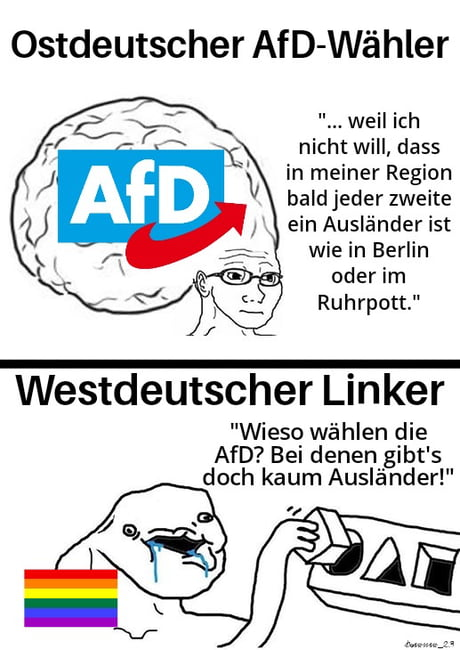 Ostdeutscher AfD-Wähler
"... weil ich
nicht will, dass
in meiner Region
bald jeder zweite
ein Ausländer ist
wie in Berlin
oder im
Ruhrpott."
AfD
Westdeutscher Linker
"Wieso wählen die
AfD? Bei denen gibt's
doch kaum Ausländer!"